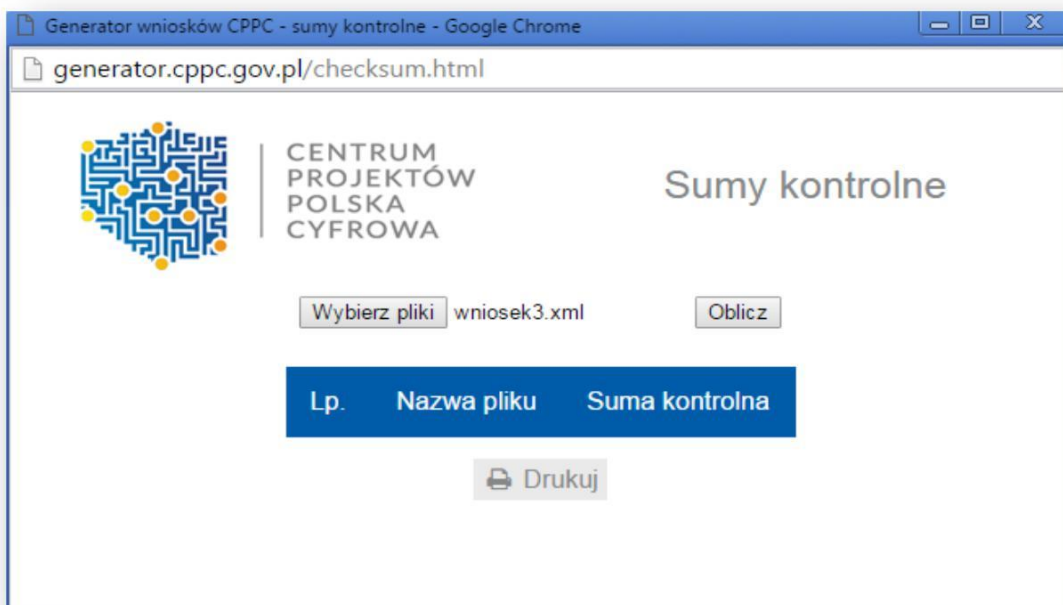 Generator wniosków CPPC - sumy kontrolne - Google Chrome
generator.cppc.gov.pl/checksum.html
CENTRUM
PROJEKTÓW
POLSKA
CYFROWA
Sumy kontrolne
Wybierz pliki wniosek3.xml Oblicz
Lp. Nazwa pliku Suma kontrolna
Drukuj